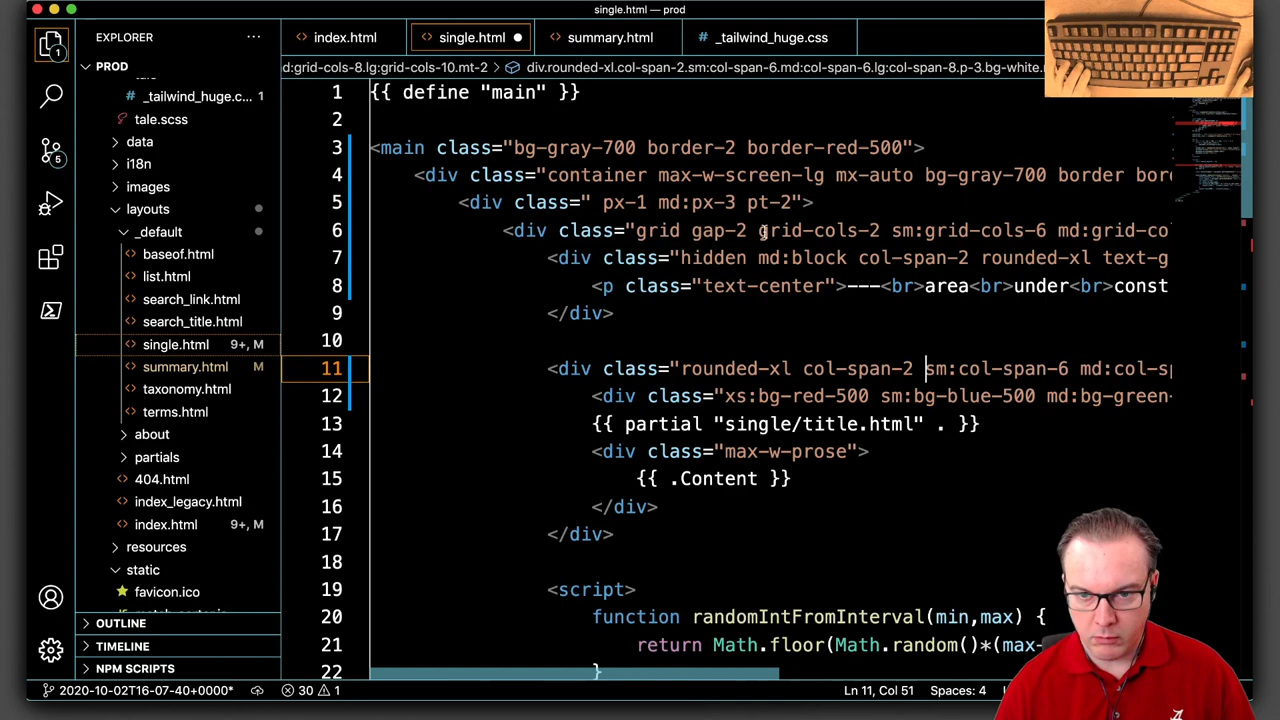 single.html — prod
EXPLORER
index.html
single.html
summary.html
# _tailwind_huge.css
PROD
d:grid-cols-8.lg:grid-cols-10.mt-2 > div.rounded-xl.col-span-2.sm:col-span-6.md:col-span-6.lg:col-span-8.p-3.bg-white.
# _tailwind_huge.c... 1
tale.scss
data
i18n
images
layouts
_default
baseof.html
list.html
search_link.html
search_title.html
single.html 9+, M
summary.html M
taxonomy.html
terms.html
about
partials
404.html
index_legacy.html
index.html 9+, M
resources
static
favicon.ico
OUTLINE
TIMELINE
NPM SCRIPTS
1 {{ define "main" }}
2
3 <main class="bg-gray-700 border-2 border-red-500">
4 <div class="container max-w-screen-lg mx-auto bg-gray-700 border bord
5 <div class=" px-1 md:px-3 pt-2">
6 <div class="grid gap-2 grid-cols-2 sm:grid-cols-6 md:grid-co
7 <div class="hidden md:block col-span-2 rounded-xl text-g
8 <p class="text-center">---<br>area<br>under<br>const
9 </div>
10
11 <div class="rounded-xl col-span-2 sm:col-span-6 md:col-sp
12 <div class="xs:bg-red-500 sm:bg-blue-500 md:bg-green-
13 {{ partial "single/title.html" . }}
14 <div class="max-w-prose">
15 {{ .Content }}
16 </div>
17 </div>
18
19 <script>
20 function randomIntFromInterval(min,max) {
21 return Math.floor(Math.random()*(max-
22 }
2020-10-02T16-07-40+0000* 30 1
Ln 11, Col 51 Spaces: 4
1
5